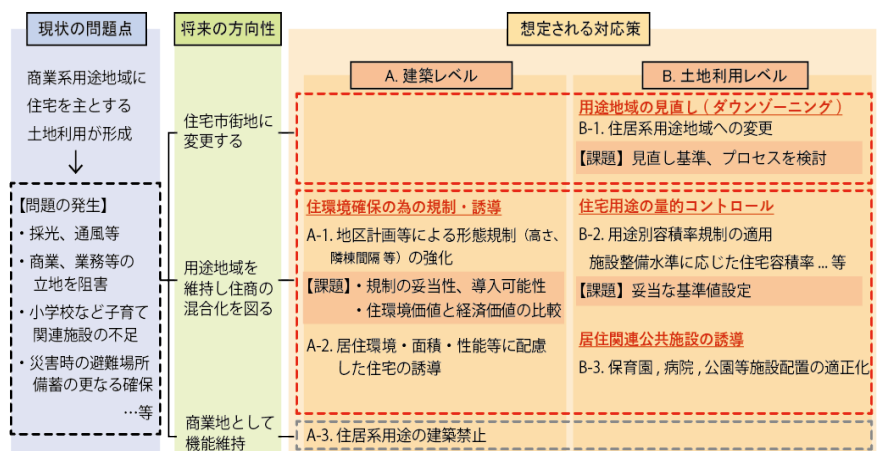 現状の問題点
将来の方向性
想定される対応策
A. 建築レベル
B. 土地利用レベル
商業系用途地域に
住宅を主とする
土地利用が形成
【問題の発生】
・採光、通風等
・商業、業務等の
立地を阻害
・小学校など子育て
関連施設の不足
・災害時の避難場所
備蓄の更なる確保
…等
住宅市街地に
変更する
用途地域を
維持し住商の
混合化を図る
商業地として
機能維持
用途地域の見直し ( ダウンゾーニング )
B-1. 住居系用途地域への変更
【課題】見直し基準、プロセスを検討
住環境確保の為の規制・誘導
A-1. 地区計画等による形態規制（高さ、
隣棟間隔 等）の強化
【課題】・規制の妥当性、導入可能性
・住環境価値と経済価値の比較
A-2. 居住環境・面積・性能等に配慮
した住宅の誘導
住宅用途の量的コントロール
B-2. 用途別容積率規制の適用
施設整備水準に応じた住宅容積率 ... 等
【課題】妥当な基準値設定
居住関連公共施設の誘導
B-3. 保育園 , 病院 , 公園等施設配置の適正化
A-3. 住居系用途の建築禁止